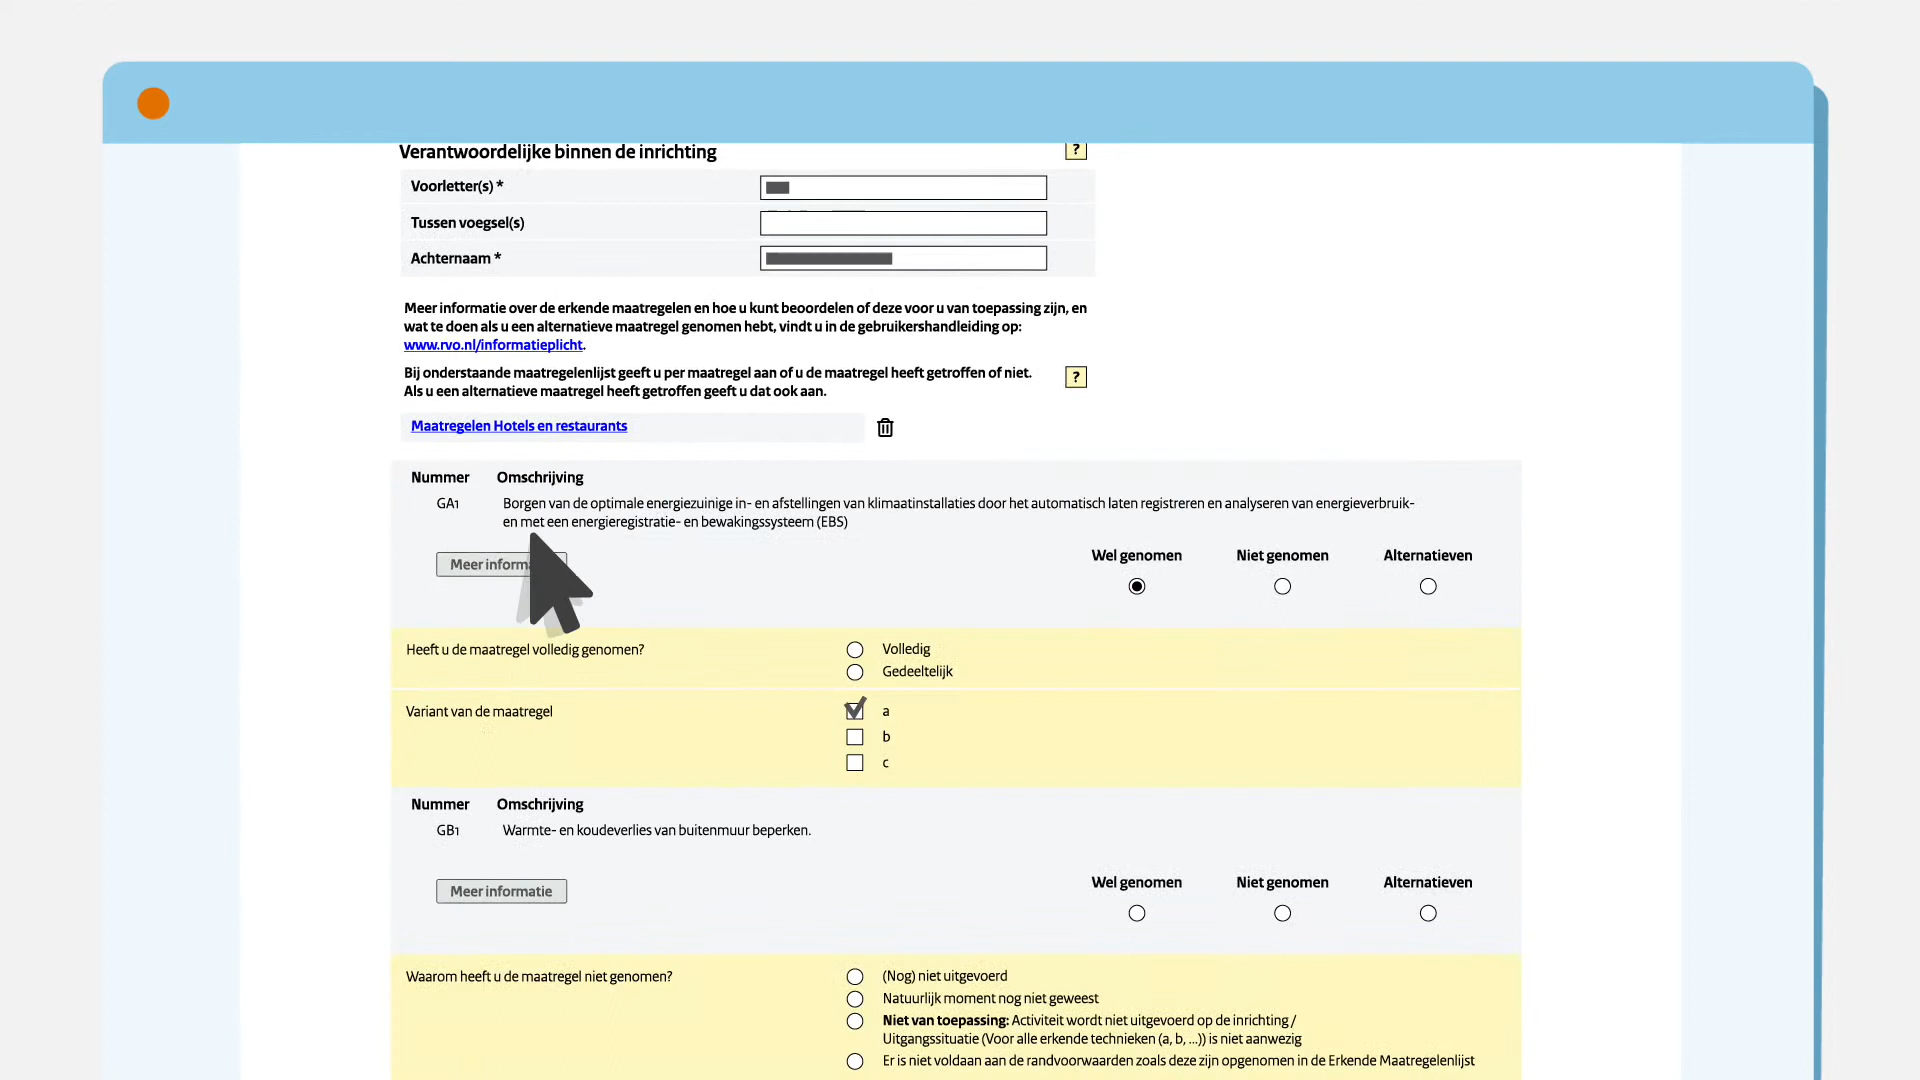 Verantwoordelijke binnen de inrichting
?
Voorletter(s) *
Tussen voegsel(s)
Achternaam *
Meer informatie over de erkende maatregelen en hoe u kunt beoordelen of deze voor u van toepassing zijn, en
wat te doen als u een alternatieve maatregel genomen hebt, vindt u in de gebruikershandleiding op:
www.rvo.nl/informatieplicht.
Bij onderstaande maatregelenlijst geeft u per maatregel aan of u de maatregel heeft getroffen of niet.
?
Als u een alternatieve maatregel heeft getroffen geeft u dat ook aan.
Maatregelen Hotels en restaurants
Nummer Omschrijving
GA1 Borgen van de optimale energiezuinige in- en afstellingen van klimaatinstallaties door het automatisch laten registreren en analyseren van energieverbruik-
en met een energieregistratie- en bewakingssysteem (EBS)
Wel genomen Niet genomen Alternatieven
Meer informa
Heeft u de maatregel volledig genomen? Volledig
Gedeeltelijk
Variant van de maatregel a
b
c
Nummer Omschrijving
GB1 Warmte- en koudeverlies van buitenmuur beperken.
Wel genomen Niet genomen Alternatieven
Meer informatie
Waarom heeft u de maatregel niet genomen? (Nog) niet uitgevoerd
Natuurlijk moment nog niet geweest
Niet van toepassing: Activiteit wordt niet uitgevoerd op de inrichting /
Uitgangssituatie (Voor alle erkende technieken (a, b, ...)) is niet aanwezig
Er is niet voldaan aan de randvoorwaarden zoals deze zijn opgenomen in de Erkende Maatregelenlijst